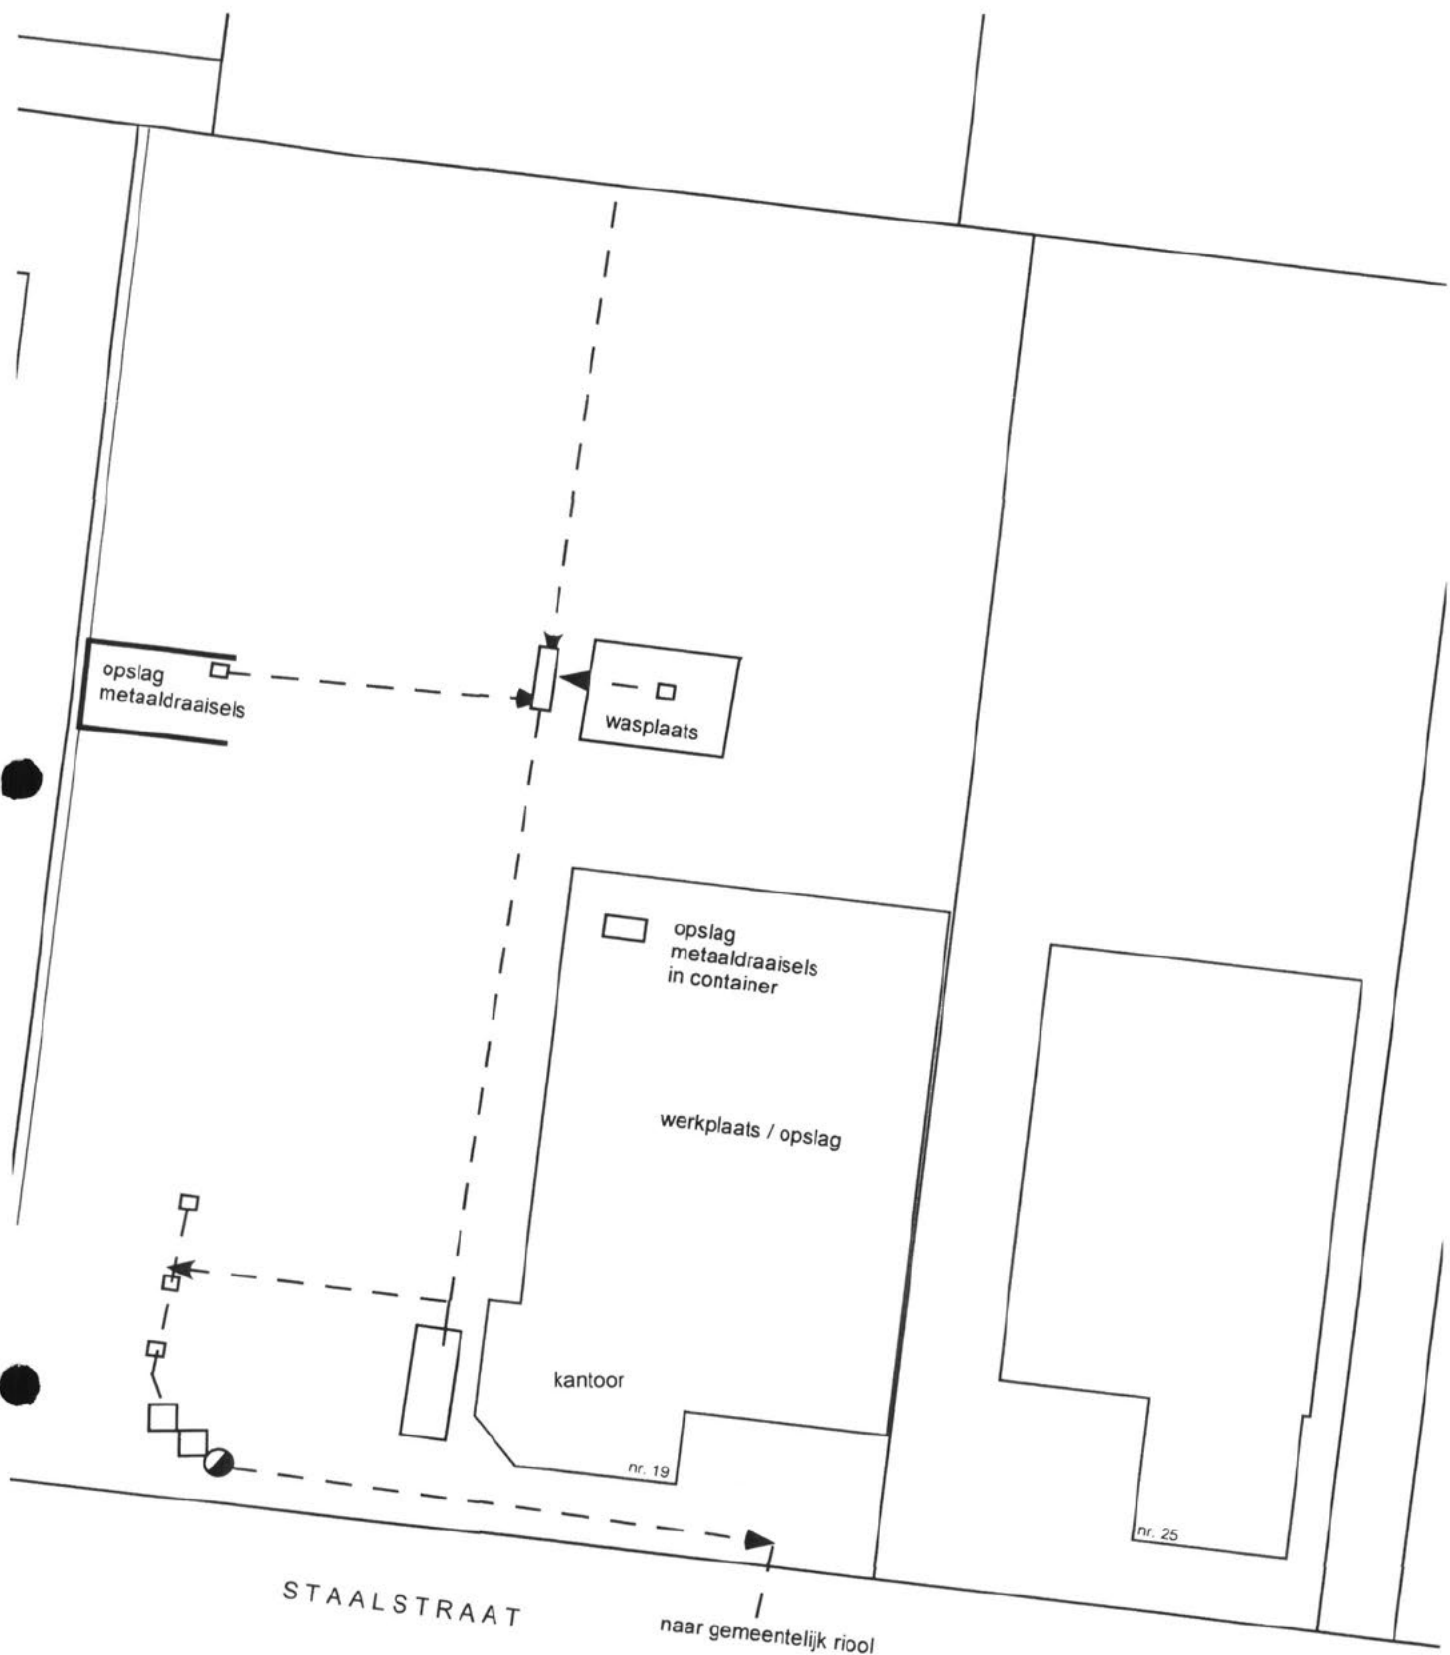 opslag
metaaldraaisels
wasplaats
opslag
metaaldraaisels
in container
werkplaats / opslag
kantoor
nr. 19
nr. 25
STAALSTRAAT
naar gemeentelijk riool